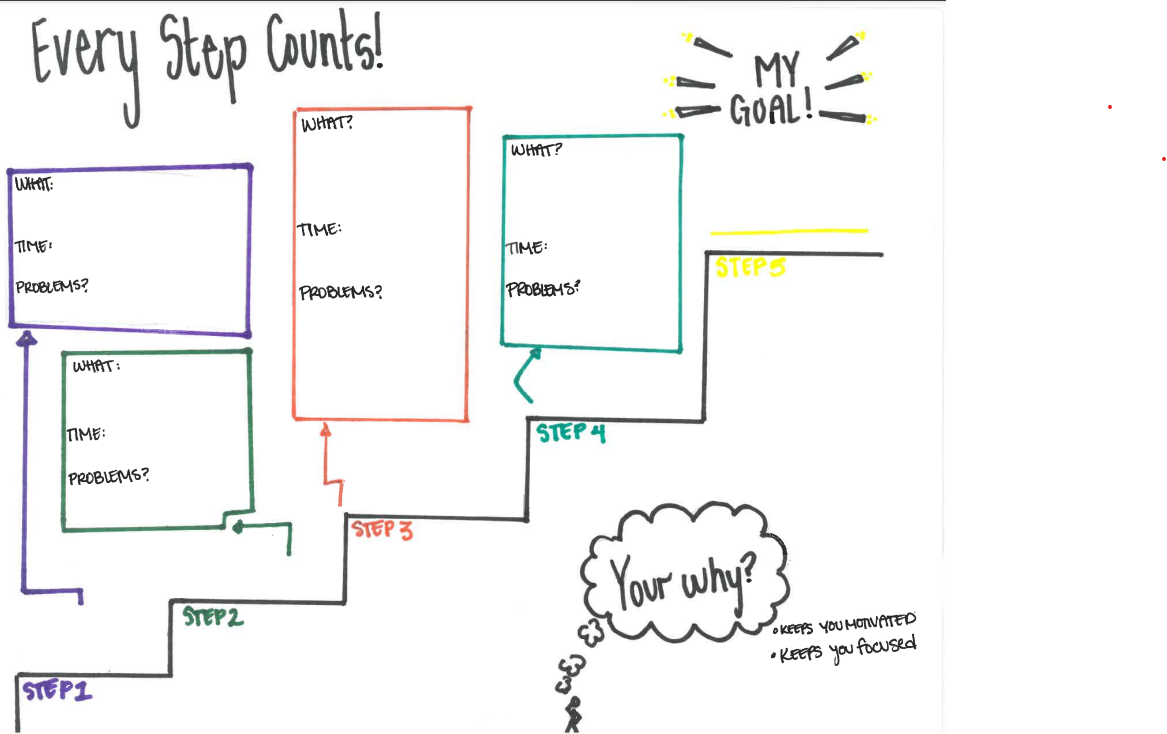 Every Step Counts!
MY
GOAL!
WHAT:
TIME:
PROBLEMS?
WHAT:
TIME:
PROBLEMS?
WHAT?
TIME:
PROBLEMS?
WHAT?
TIME:
PROBLEMS?
STEP 1
STEP 2
STEP 3
STEP 4
STEP 5
Your why?
• KEEPS YOU MOTIVATED
• KEEPS YOU FOCUSED